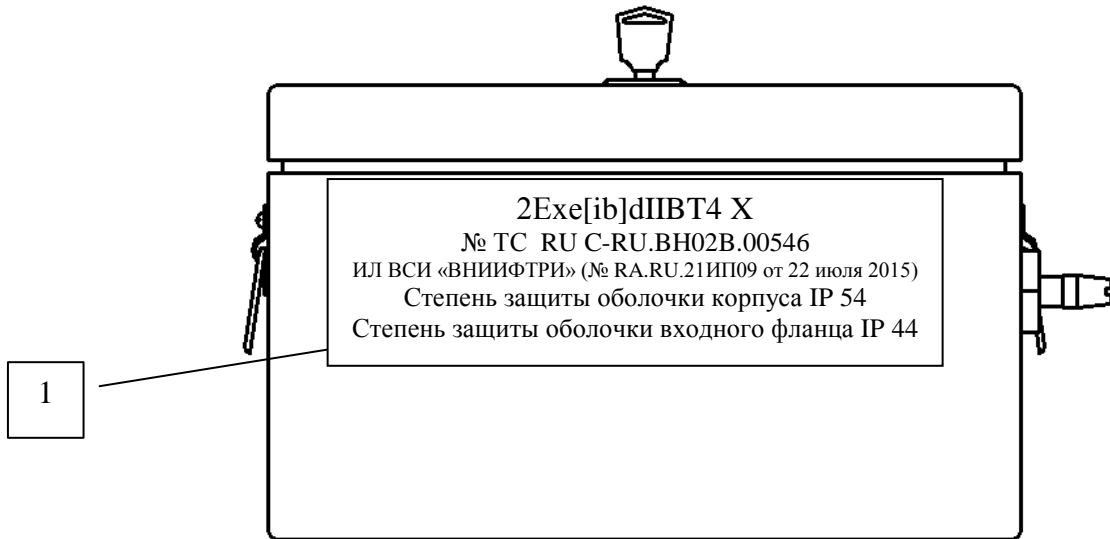 2Exe[ib]dIIBT4 X
№ ТС RU C-RU.ВН02В.00546
ИЛ ВСИ «ВНИИФТРИ» (№ RA.RU.21ИП09 от 22 июля 2015)
Степень защиты оболочки корпуса IP 54
Степень защиты оболочки входного фланца IP 44
1